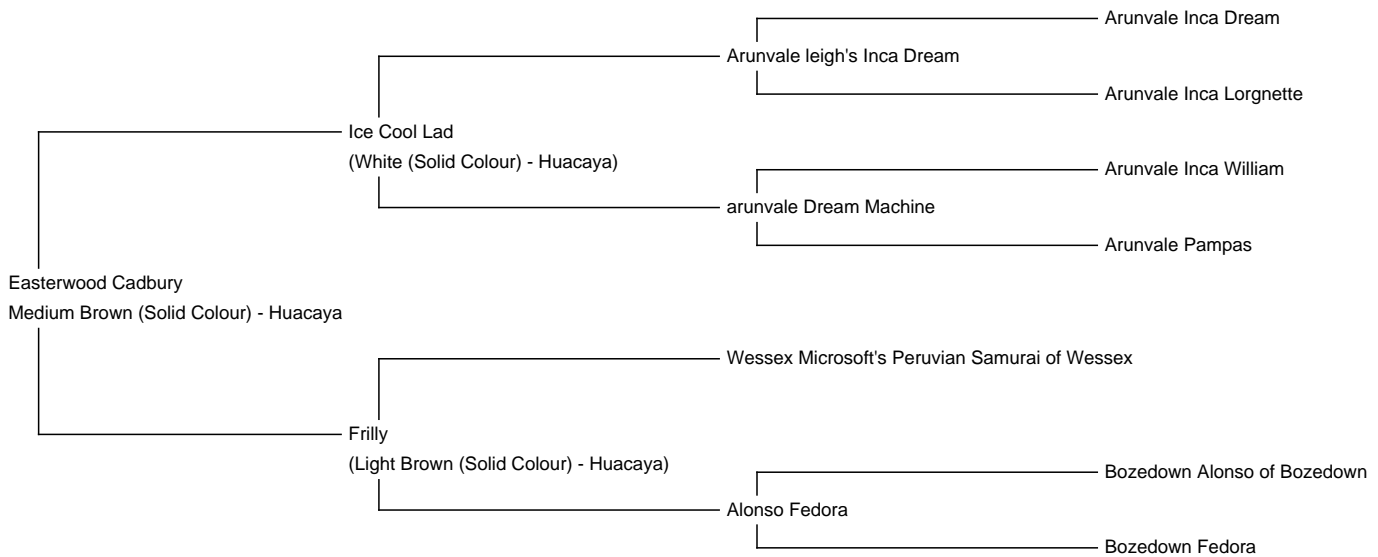 Arunvale Inca Dream
Arunvale leigh's Inca Dream
Arunvale Inca Lorgnette
Ice Cool Lad
(White (Solid Colour) - Huacaya)
Arunvale Inca William
arunvale Dream Machine
Arunvale Pampas
Easterwood Cadbury
Medium Brown (Solid Colour) - Huacaya
Wessex Microsoft's Peruvian Samurai of Wessex
Frilly
(Light Brown (Solid Colour) - Huacaya)
Bozedown Alonso of Bozedown
Alonso Fedora
Bozedown Fedora